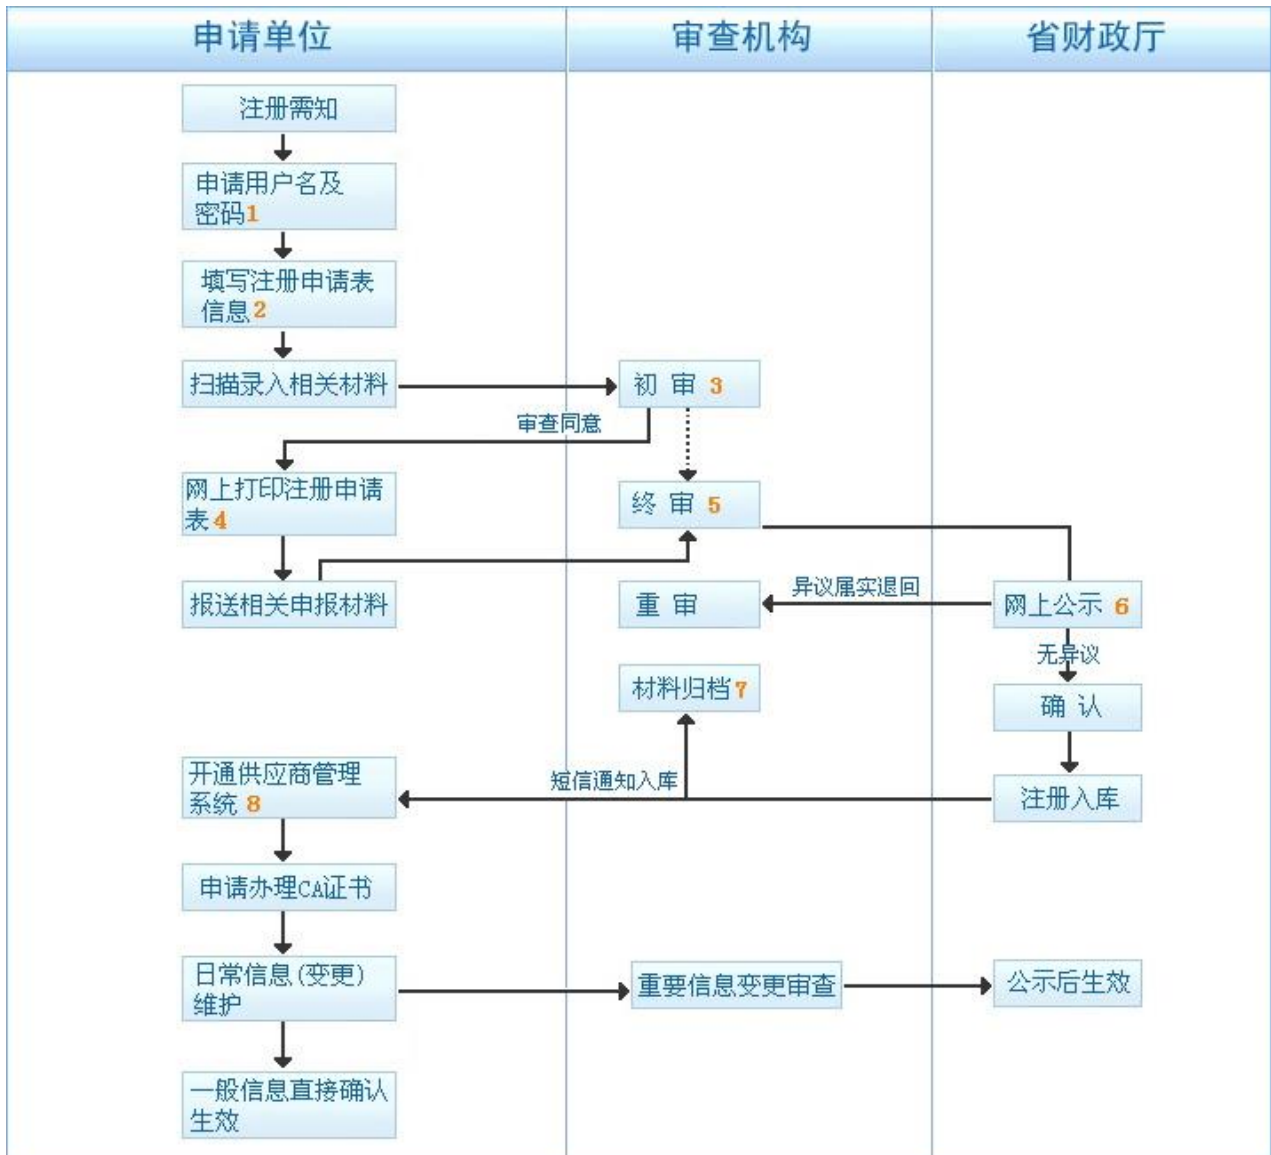 申请单位
审查机构
省财政厅
注册需知
申请用户名及
密码1
填写注册申请表
信息2
扫描录入相关材料
初 审 3
审查同意
网上打印注册申请
表4
终 审 5
报送相关申报材料
重 审
异议属实退回
网上公示 6
无异议
材料归档7
确 认
开通供应商管理
系统 8
短信通知入库
注册入库
申请办理CA证书
日常信息(变更)
维护
重要信息变更审查
公示后生效
一般信息直接确认
生效